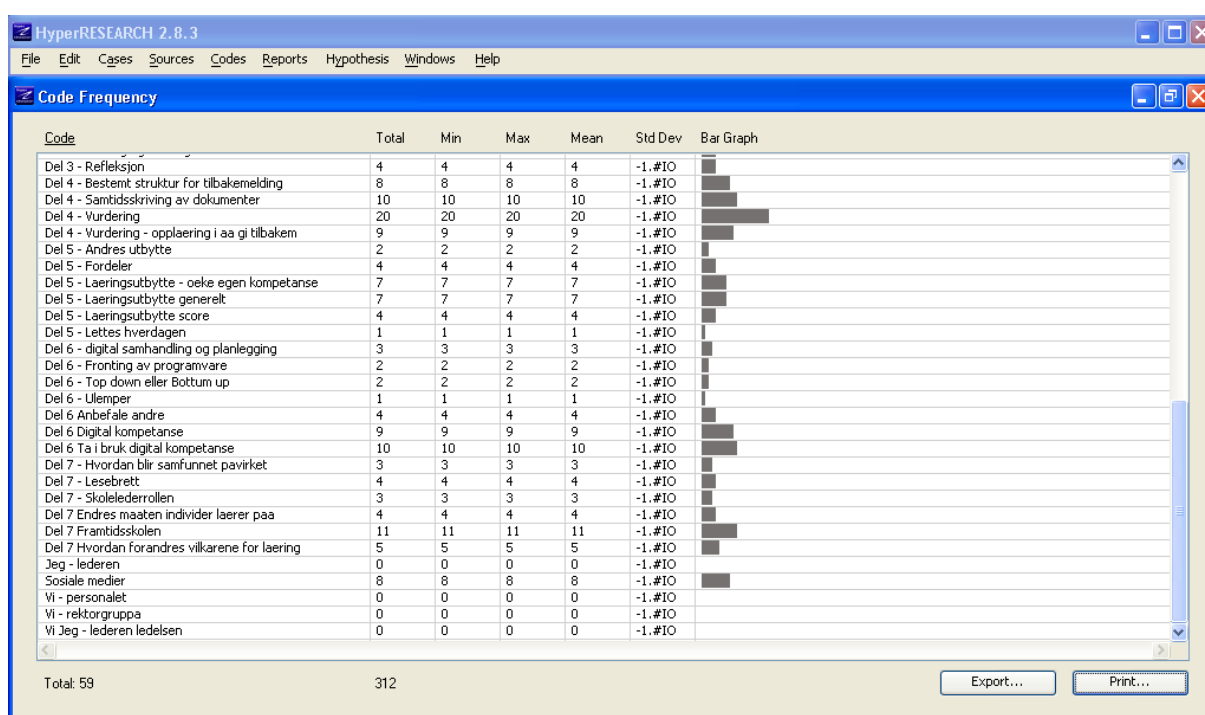 HyperRESEARCH 2.8.3
File Edit Cases Sources Codes Reports Hypothesis Windows Help
Code Frequency
Code Total Min Max Mean Std Dev Bar Graph
Del 3 - Refleksjon 4 4 4 4 -1.#IO
Del 4 - Bestemt struktur for tilbakemelding 8 8 8 8 -1.#IO
Del 4 - Samtidsskriving av dokumenter 10 10 10 10 -1.#IO
Del 4 - Vurdering 20 20 20 20 -1.#IO
Del 4 - Vurdering - opplaering i aa gi tilbakem 9 9 9 9 -1.#IO
Del 5 - Andres utbytte 2 2 2 2 -1.#IO
Del 5 - Fordeler 4 4 4 4 -1.#IO
Del 5 - Laeringsutbytte - oeke egen kompetanse 7 7 7 7 -1.#IO
Del 5 - Laeringsutbytte generelt 7 7 7 7 -1.#IO
Del 5 - Laeringsutbytte score 4 4 4 4 -1.#IO
Del 5 - Lettes hverdagen 1 1 1 1 -1.#IO
Del 6 - digital samhandling og planlegging 3 3 3 3 -1.#IO
Del 6 - Fronting av programvare 2 2 2 2 -1.#IO
Del 6 - Top down eller Bottum up 2 2 2 2 -1.#IO
Del 6 - Ulemper 1 1 1 1 -1.#IO
Del 6 Anbefale andre 4 4 4 4 -1.#IO
Del 6 Digital kompetanse 9 9 9 9 -1.#IO
Del 6 Ta i bruk digital kompetanse 10 10 10 10 -1.#IO
Del 7 - Hvordan blir samfunnet pavirket 3 3 3 3 -1.#IO
Del 7 - Lesebrett 4 4 4 4 -1.#IO
Del 7 - Skolelederrollen 3 3 3 3 -1.#IO
Del 7 Endres maaten individer laerer paa 4 4 4 4 -1.#IO
Del 7 Framtidsskolen 11 11 11 11 -1.#IO
Del 7 Hvordan forandres vilkarene for laering 5 5 5 5 -1.#IO
Jeg - lederen 0 0 0 0 -1.#IO
Sosiale medier 8 8 8 8 -1.#IO
Vi - personalet 0 0 0 0 -1.#IO
Vi - rektorgruppa 0 0 0 0 -1.#IO
Vi Jeg - lederen ledelsen 0 0 0 0 -1.#IO
Total: 59 312 Export... Print...